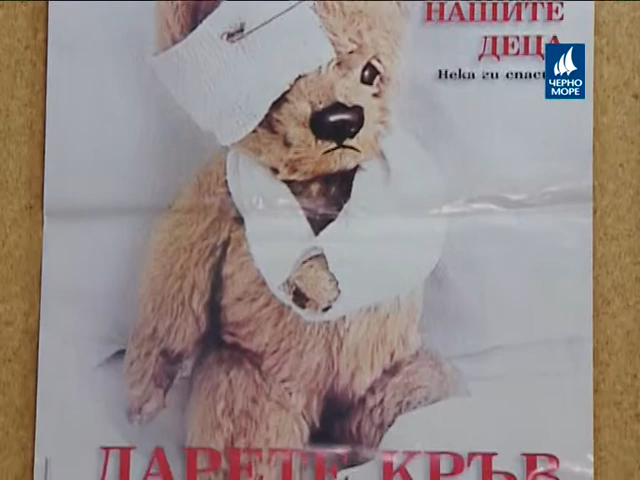 НАШИТЕ
ДЕЦА
Нека ги
ЧЕРНО
МОРЕ
ДАРЕТЕ КРЪВ